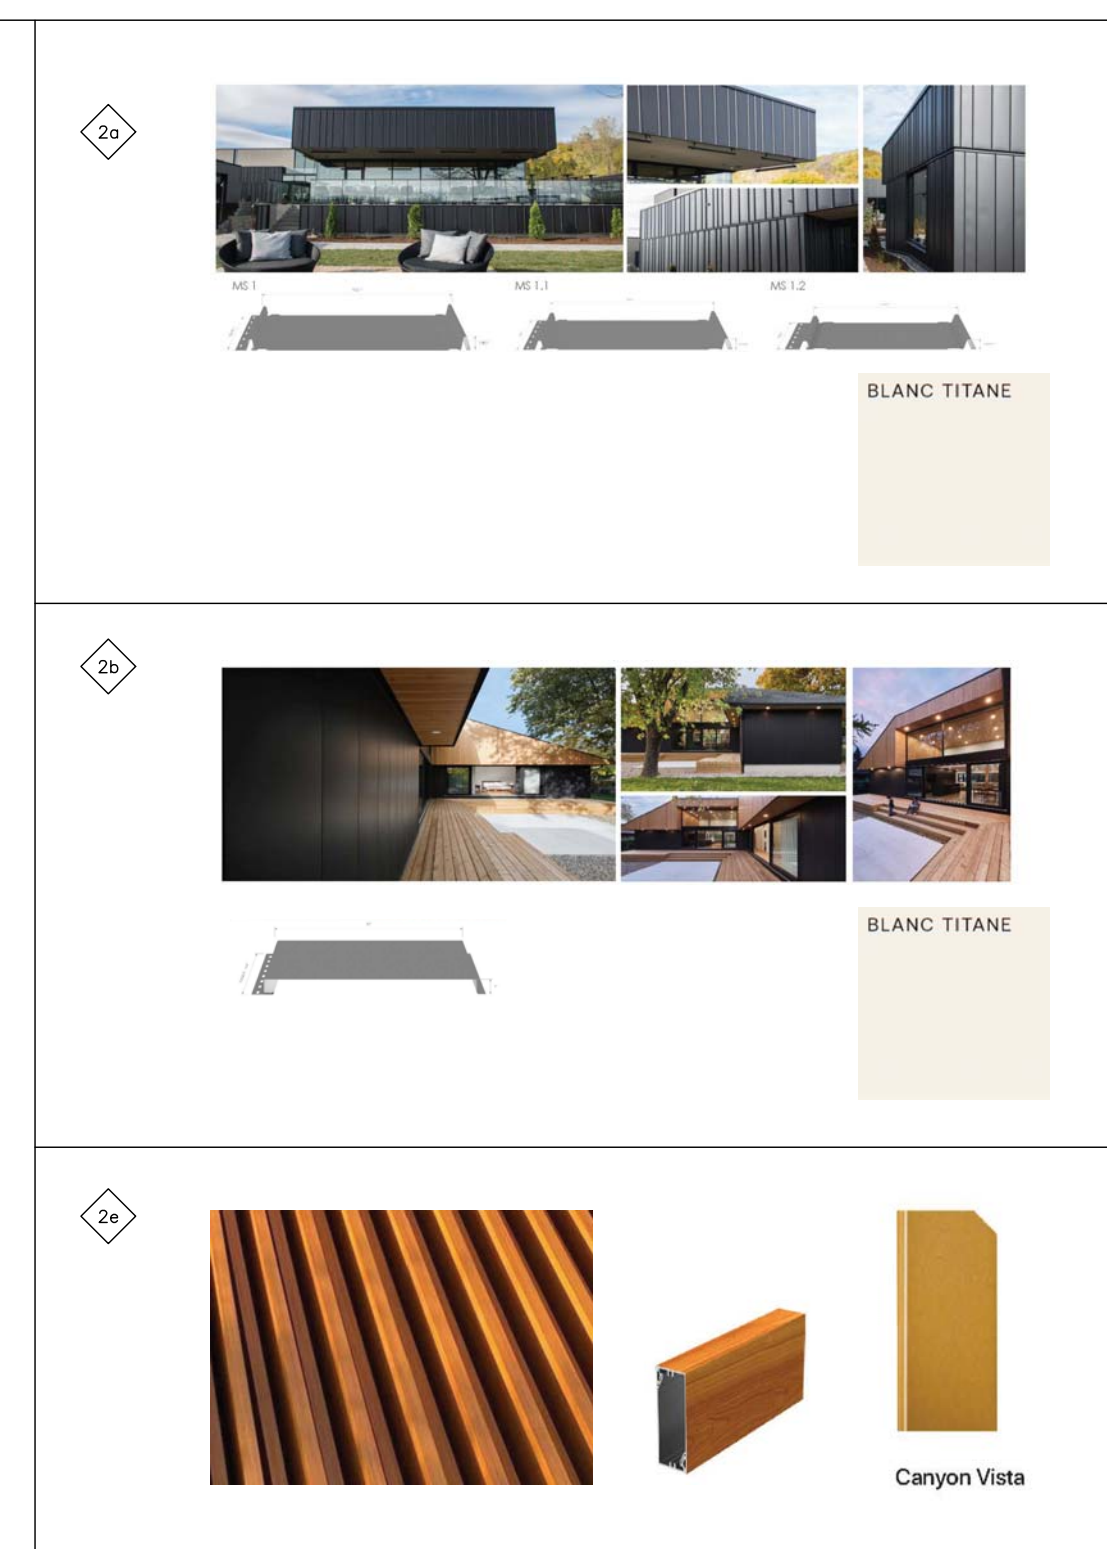 2a
MS 1
MS 1.1
MS 1.2
BLANC TITANE
2b
BLANC TITANE
2e
Canyon Vista